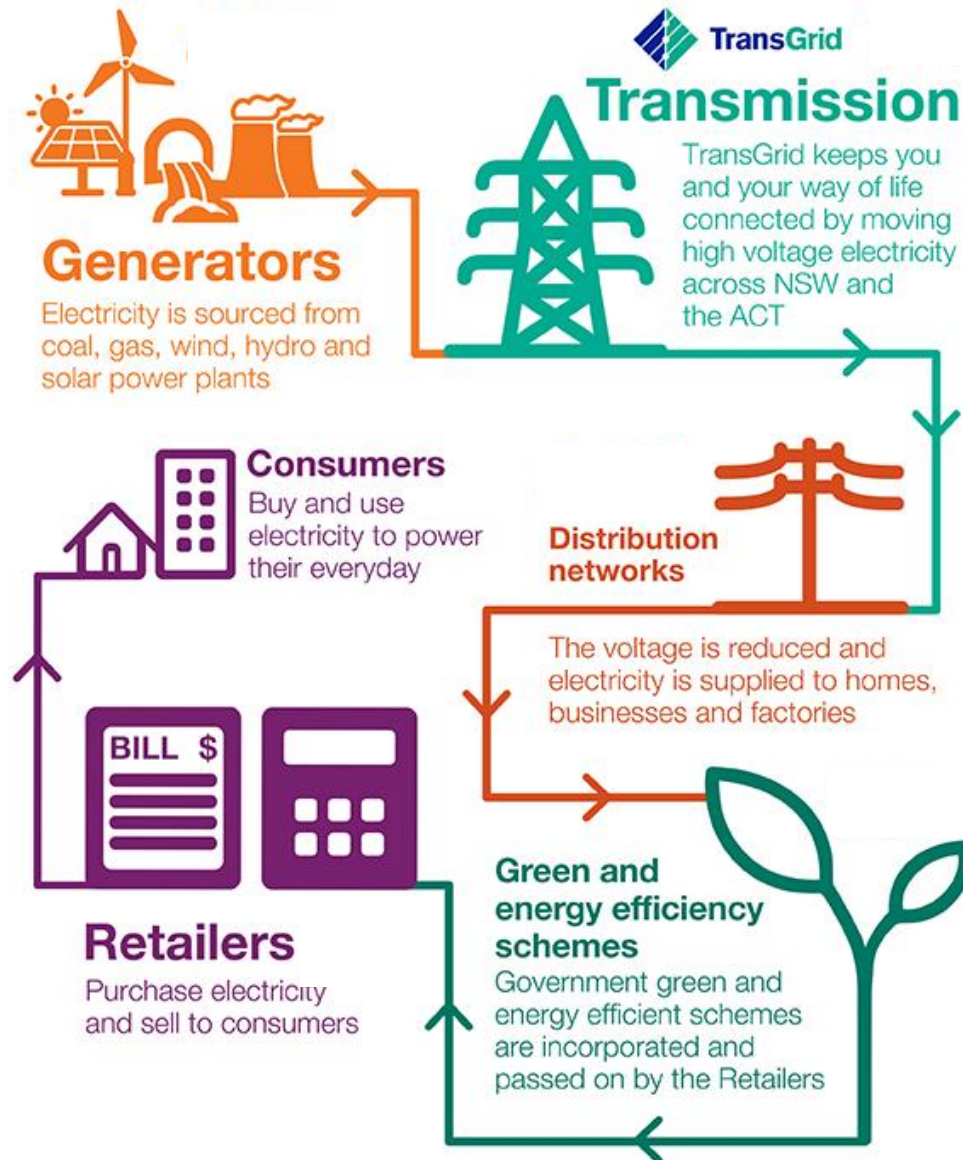 TransGrid
Transmission
TransGrid keeps you
and your way of life
connected by moving
high voltage electricity
across NSW and
the ACT
Generators
Electricity is sourced from
coal, gas, wind, hydro and
solar power plants
Consumers
Buy and use
electricity to power
their everyday
Distribution
networks
The voltage is reduced and
electricity is supplied to homes,
businesses and factories
BILL $
Retailers
Purchase electricity
and sell to consumers
Green and
energy efficiency
schemes
Government green and
energy efficient schemes
are incorporated and
passed on by the Retailers